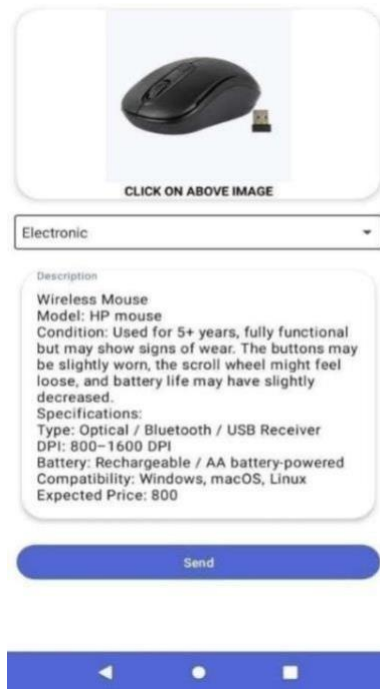 CLICK ON ABOVE IMAGE
Electronic
Description
Wireless Mouse
Model: HP mouse
Condition: Used for 5+ years, fully functional
but may show signs of wear. The buttons may
be slightly worn, the scroll wheel might feel
loose, and battery life may have slightly
decreased.
Specifications:
Type: Optical / Bluetooth / USB Receiver
DPI: 800–1600 DPI
Battery: Rechargeable / AA battery-powered
Compatibility: Windows, macOS, Linux
Expected Price: 800
Send